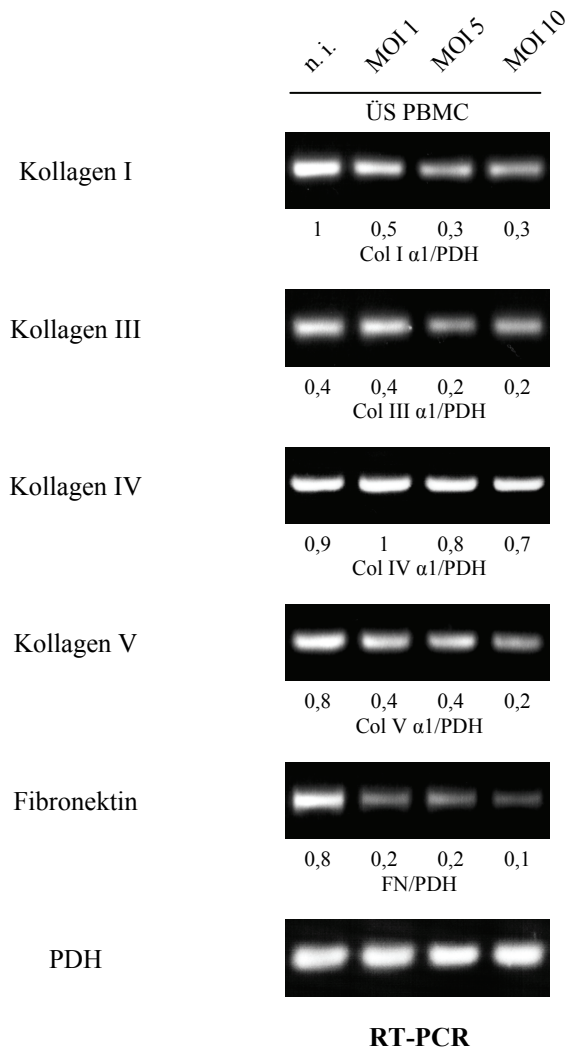 n. i. MOI 1 MOI 5 MOI 10
ÜS PBMC
Kollagen I
1 0,5 0,3 0,3
Col I α1/PDH
Kollagen III
0,4 0,4 0,2 0,2
Col III α1/PDH
Kollagen IV
0,9 1 0,8 0,7
Col IV α1/PDH
Kollagen V
0,8 0,4 0,4 0,2
Col V α1/PDH
Fibronektin
0,8 0,2 0,2 0,1
FN/PDH
PDH
RT-PCR